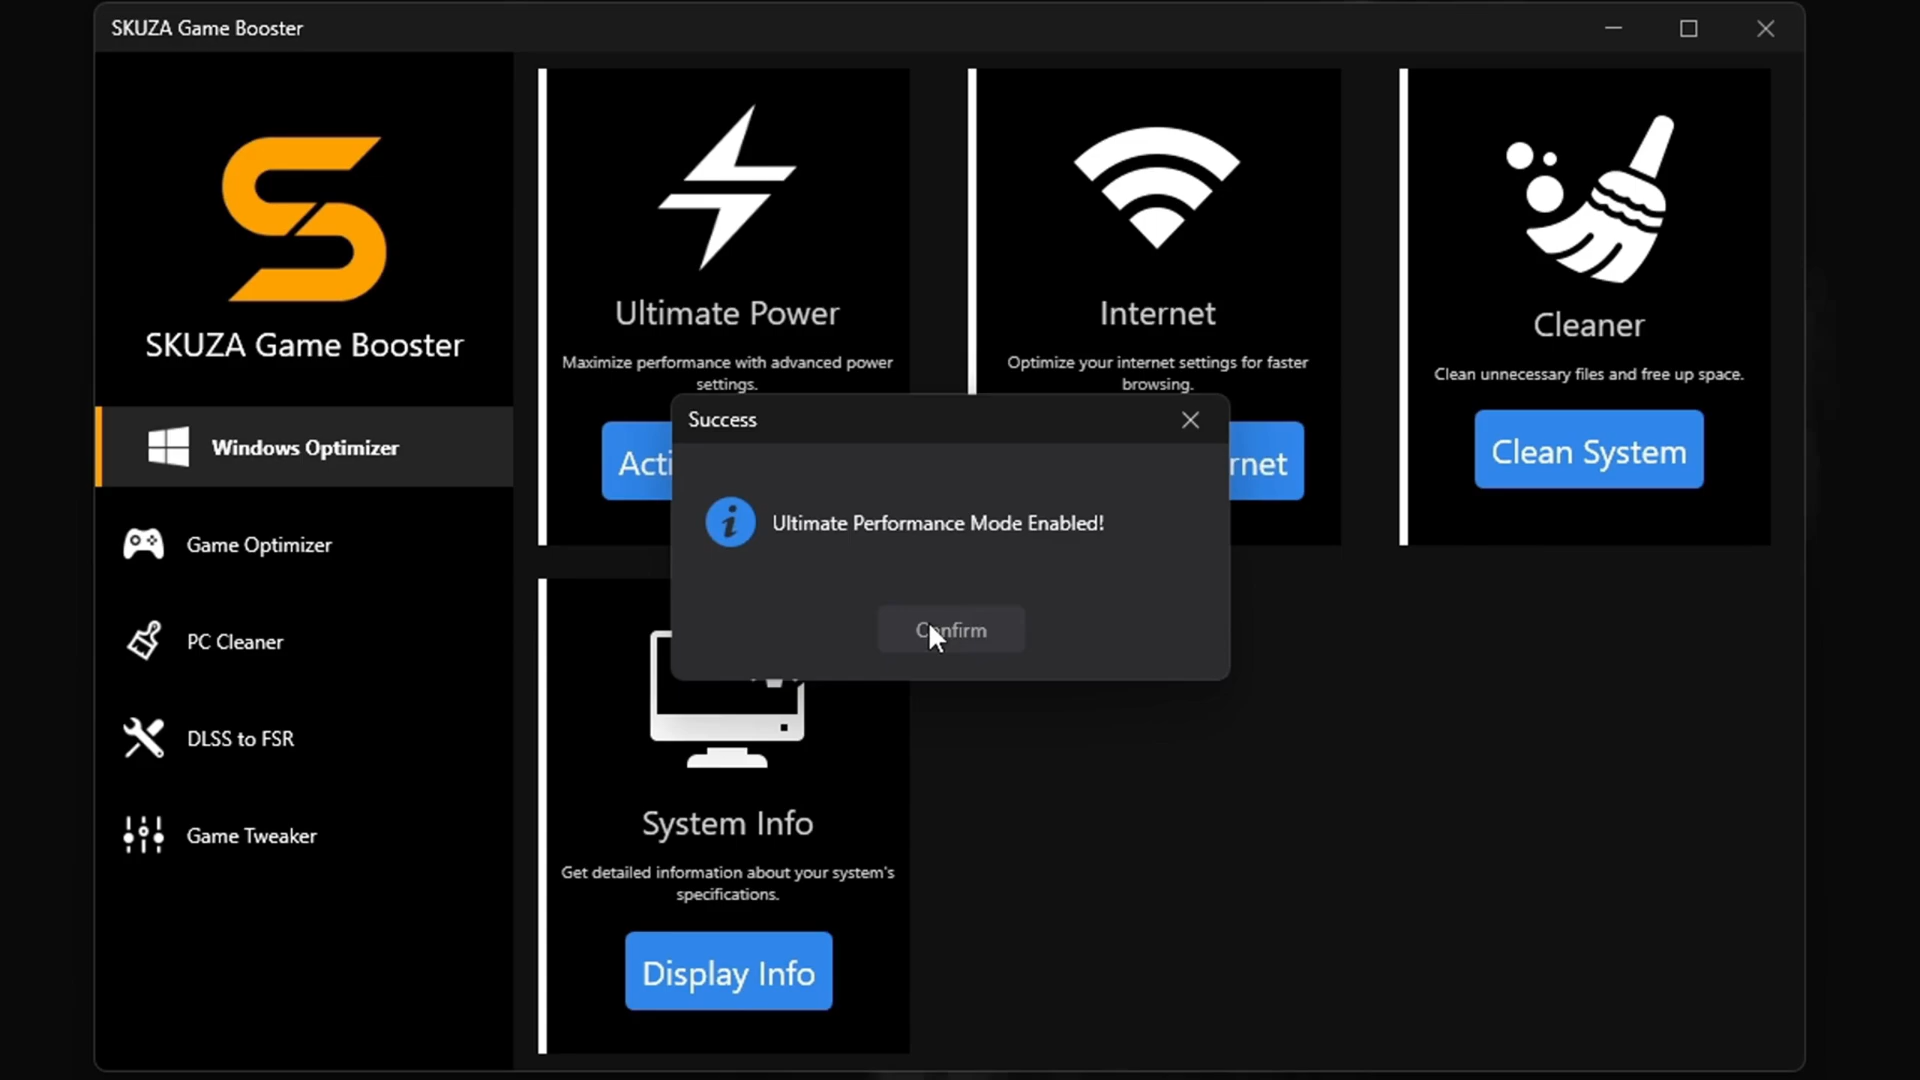 SKUZA Game Booster
SKUZA Game Booster
Windows Optimizer
Game Optimizer
PC Cleaner
DLSS to FSR
Game Tweaker
Ultimate Power
Maximize performance with advanced power
settings.
Internet
Optimize your internet settings for faster
browsing.
Cleaner
Clean unnecessary files and free up space.
Clean System
Success
Ultimate Performance Mode Enabled!
Confirm
System Info
Get detailed information about your system's
specifications.
Display Info